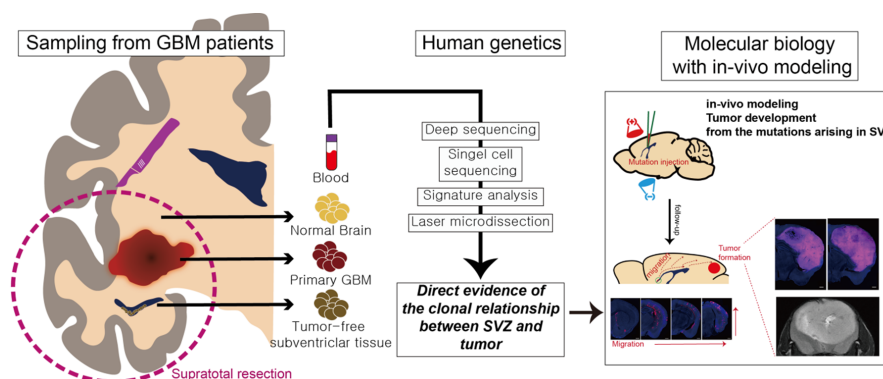 Sampling from GBM patients
Human genetics
Molecular biology
with in-vivo modeling
Blood
Normal Brain
Primary GBM
Tumor-free
subventriclar tissue
Supratotal resection
Deep sequencing
Singel cell
sequencing
Signature analysis
Laser microdissection
Direct evidence of
the clonal relationship
between SVZ and
tumor
in-vivo modeling
Tumor development
from the mutations arising in SV
(+)
Mutation injection
(-)
follow-up
migration
Tumor
formation
Migration